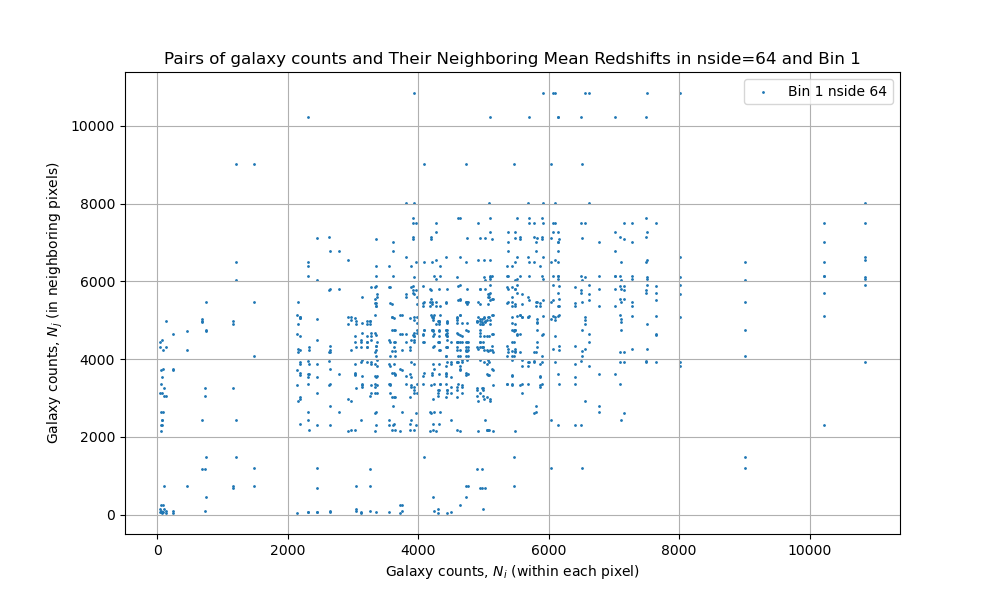 Pairs of galaxy counts and Their Neighboring Mean Redshifts in nside=64 and Bin 1
Bin 1 nside 64
10000
8000
6000
4000
2000
0
Galaxy counts, N_j (in neighboring pixels)
0 2000 4000 6000 8000 10000
Galaxy counts, N_i (within each pixel)